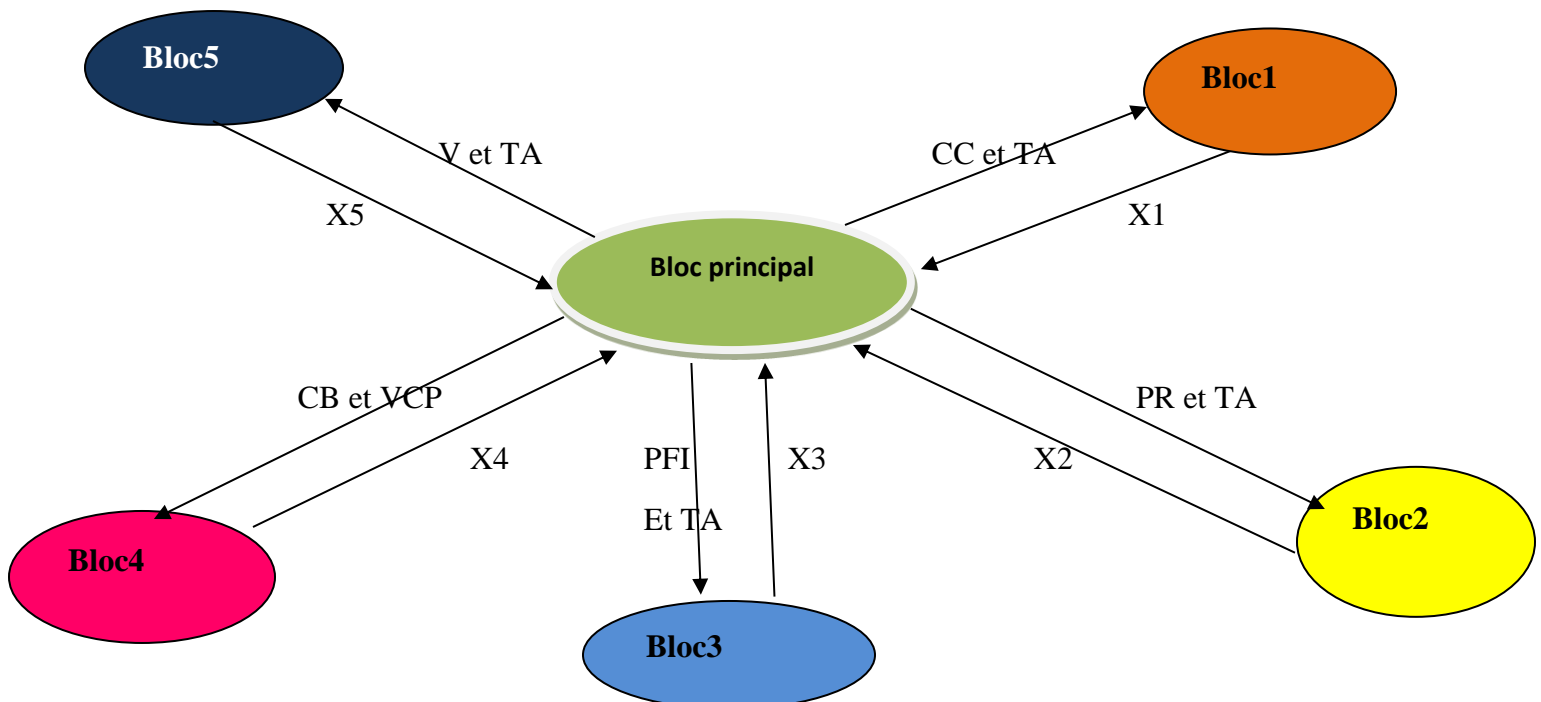 Bloc5
Bloc1
V et TA
CC et TA
X5
X1
Bloc principal
CB et VCP
PR et TA
X4
PFI
X3
X2
Et TA
Bloc2
Bloc4
Bloc3